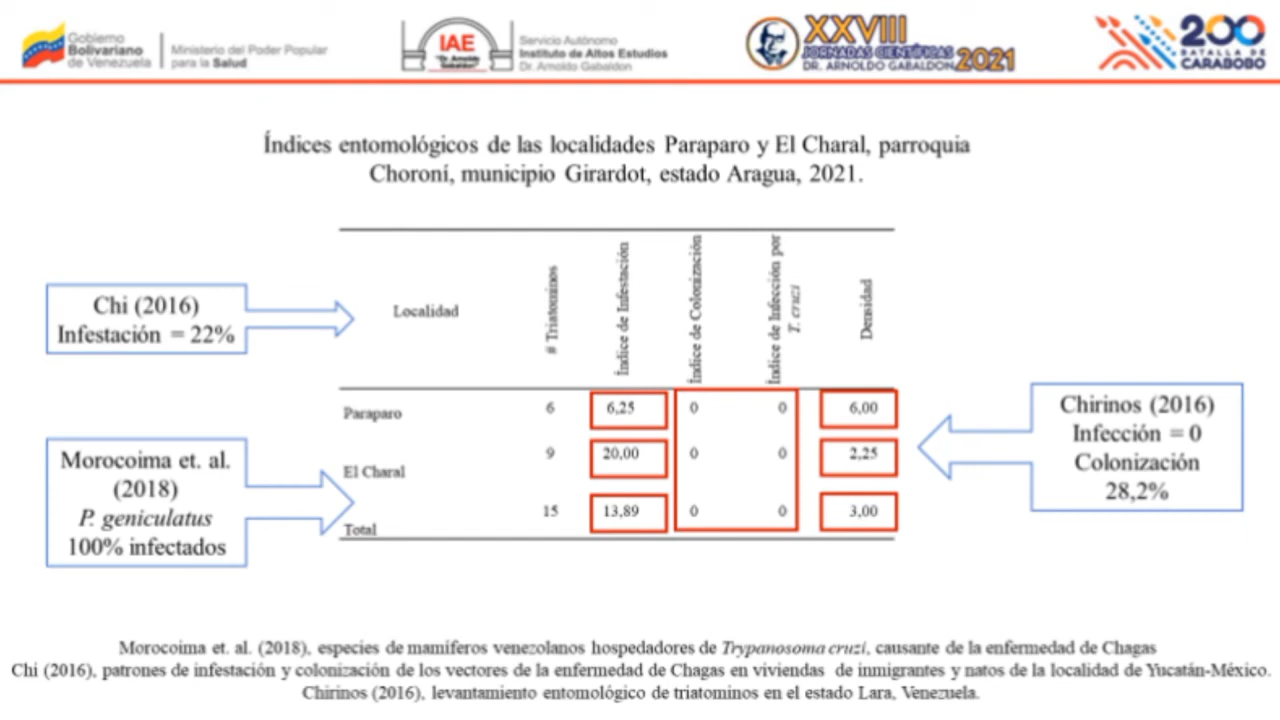 Gobierno
Bolivariano
de Venezuela
Ministerio del Poder Popular
para la Salud
IAE
"Dr. Arnoldo
Gabaldon"
Servicio Autónomo
Instituto de Altos Estudios
Dr. Arnoldo Gabaldon
XXVIII
JORNADAS CIENTÍFICAS
DR. ARNOLDO GABALDON
2021
200
BATALLA DE
CARABOBO
Índices entomológicos de las localidades Paraparo y El Charal, parroquia
Choroní, municipio Girardot, estado Aragua, 2021.
Chi (2016)
Infestación = 22%
Morocoima et. al.
(2018)
P. geniculatus
100% infectados
Localidad # Triatominos Índice de Infestación Índice de Colonización Índice de Infección por T. cruci Densidad
Paraparo 6 6,25 0 0 6,00
El Charal 9 20,00 0 0 2,25
Total 15 13,89 0 0 3,00
Chirinos (2016)
Infección = 0
Colonización
28,2%
Morocoima et. al. (2018), especies de mamíferos venezolanos hospedadores de Trypanosoma cruzi, causante de la enfermedad de Chagas
Chi (2016), patrones de infestación y colonización de los vectores de la enfermedad de Chagas en viviendas de inmigrantes y natos de la localidad de Yucatán-México.
Chirinos (2016), levantamiento entomológico de triatominos en el estado Lara, Venezuela.